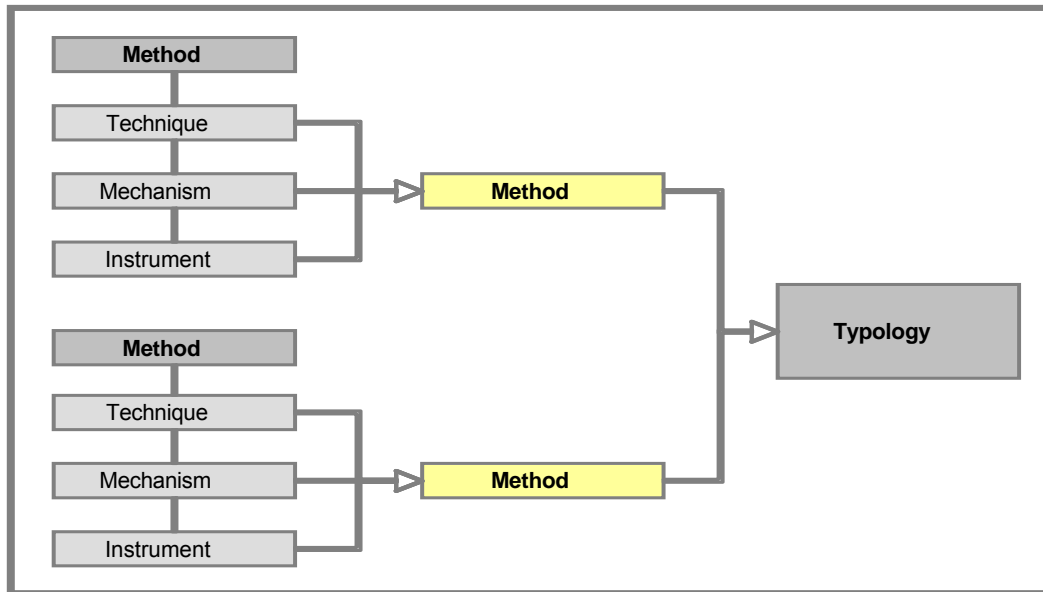 Method
Technique
Mechanism
Instrument
Method
Method
Technique
Mechanism
Instrument
Method
Typology